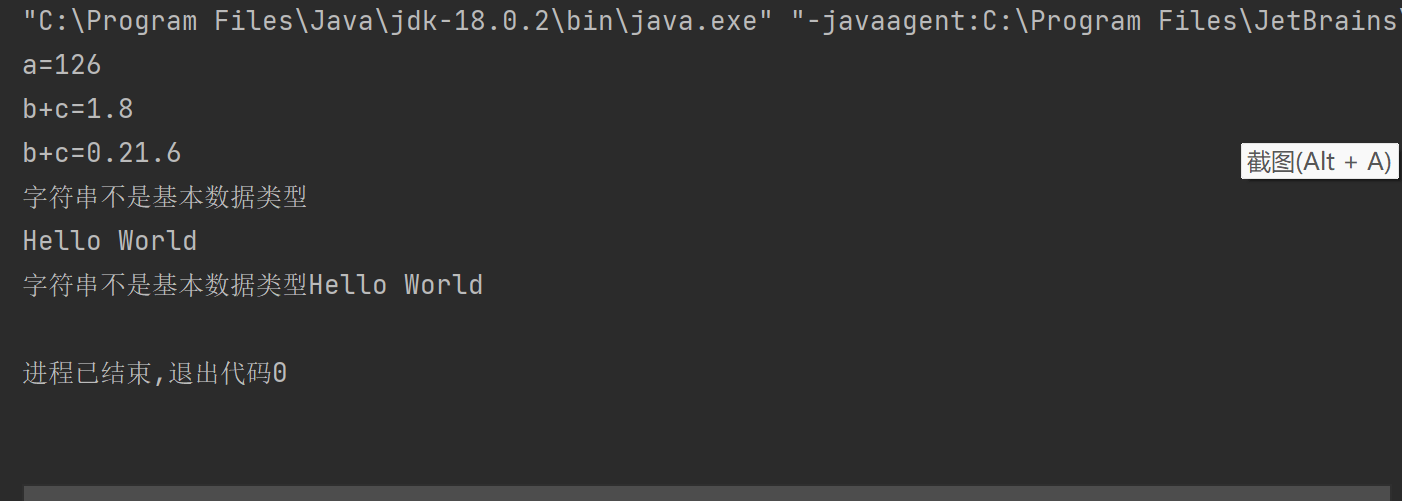 "C:\Program Files\Java\jdk-18.0.2\bin\java.exe" "-javaagent:C:\Program Files\JetBrains\
a=126
b+c=1.8
b+c=0.21.6
截图(Alt + A)
字符串不是基本数据类型
Hello World
字符串不是基本数据类型Hello World
进程已结束,退出代码0